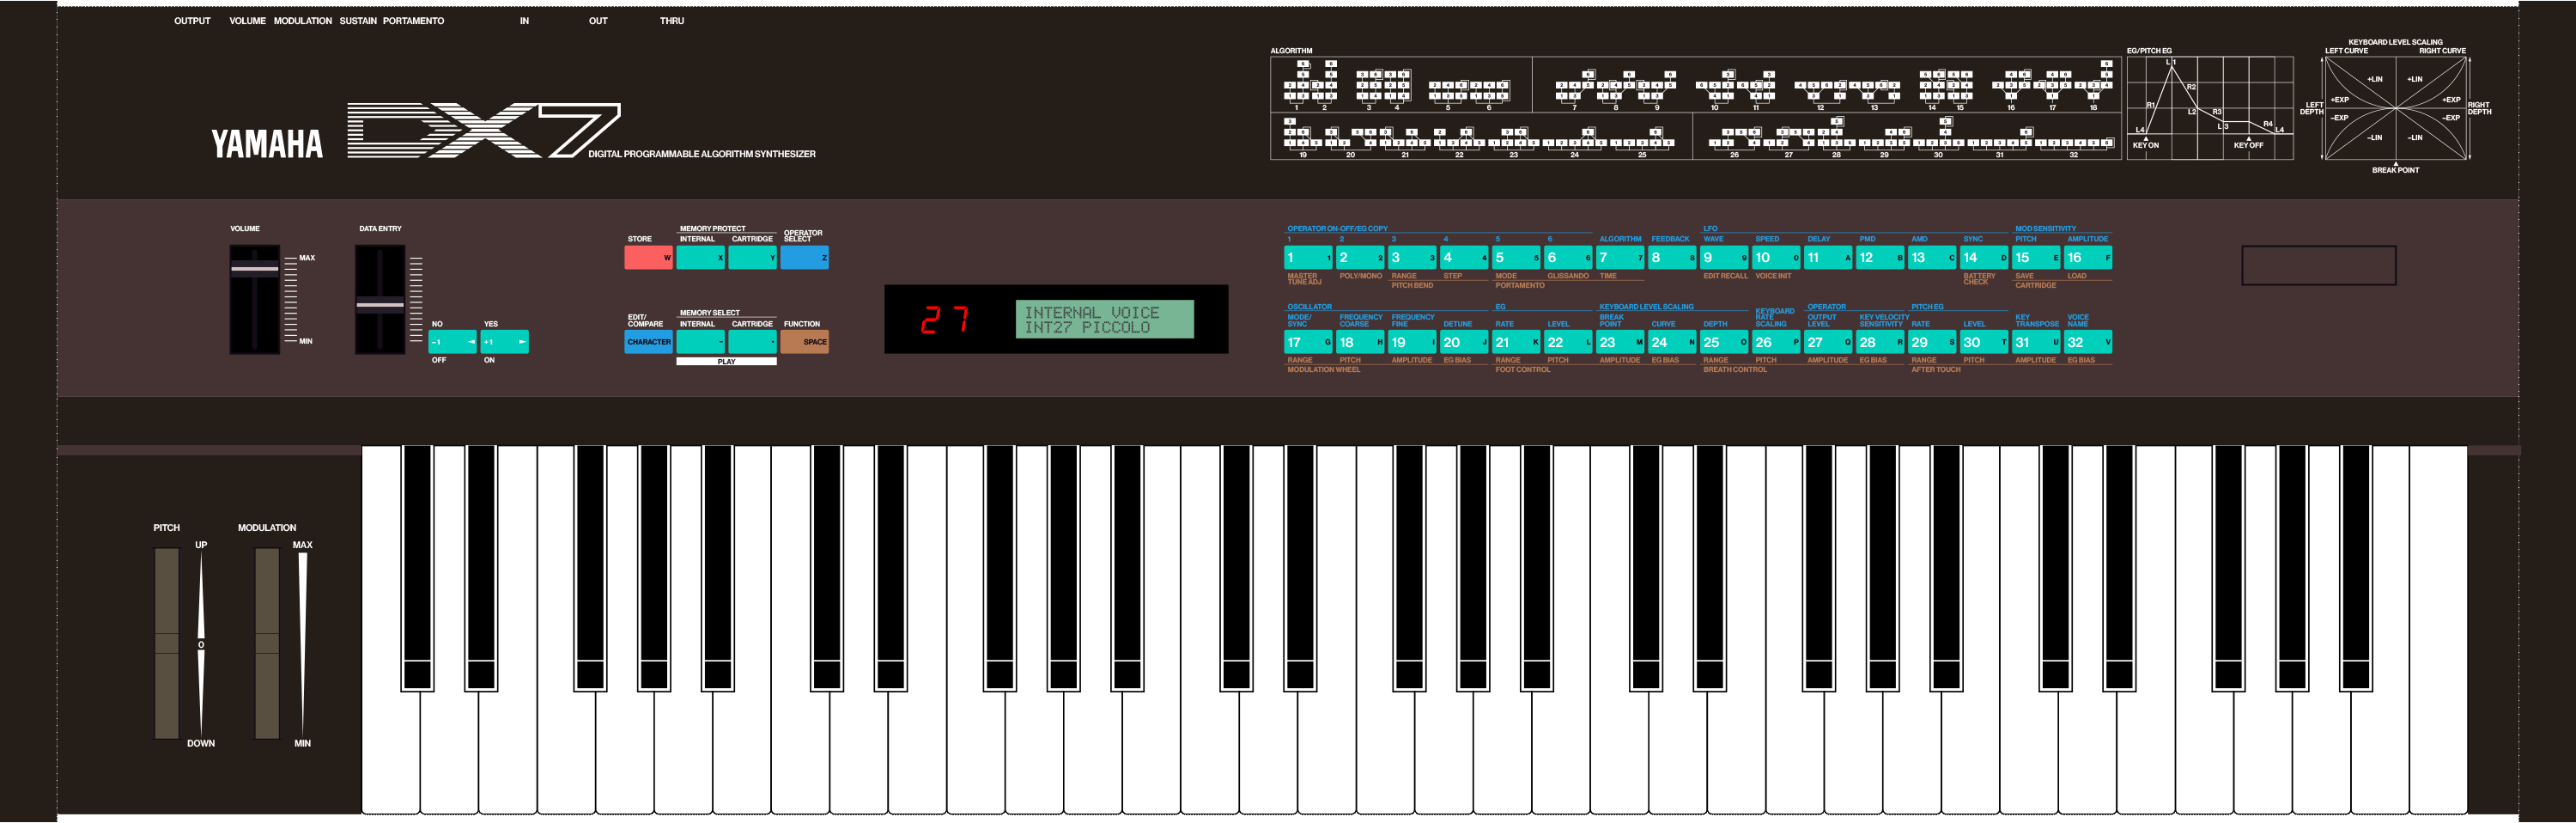 OUTPUT VOLUME MODULATION SUSTAIN PORTAMENTO IN OUT THRU
YAMAHA DX7
DIGITAL PROGRAMMABLE ALGORITHM SYNTHESIZER
ALGORITHM
1 2 3 4 5 6 7 8 9 10 11 12 13 14 15 16 17 18
19 20 21 22 23 24 25 26 27 28 29 30 31 32
EG/PITCH EG
L1
R2
R1
L2 R3
L3 R4
L4 L4
KEY ON KEY OFF
KEYBOARD LEVEL SCALING
LEFT CURVE RIGHT CURVE
+LIN +LIN
+EXP +EXP
LEFT DEPTH RIGHT DEPTH
–EXP –EXP
–LIN –LIN
BREAK POINT
VOLUME
MAX
MIN
DATA ENTRY
NO YES
–1 +1
OFF ON
MEMORY PROTECT
STORE INTERNAL CARTRIDGE OPERATOR SELECT
W X Y Z
EDIT/COMPARE
MEMORY SELECT
INTERNAL CARTRIDGE FUNCTION
CHARACTER – . SPACE
PLAY
27
INTERNAL VOICE
INT27 PICCOLO
OPERATOR ON-OFF/EG COPY LFO MOD SENSITIVITY
1 2 3 4 5 6 ALGORITHM FEEDBACK WAVE SPEED DELAY PMD AMD SYNC PITCH AMPLITUDE
1 1 2 2 3 3 4 4 5 5 6 6 7 7 8 8 9 9 10 0 11 A 12 B 13 C 14 D 15 E 16 F
MASTER TUNE ADJ POLY/MONO RANGE STEP MODE GLISSANDO TIME EDIT RECALL VOICE INIT BATTERY CHECK SAVE LOAD
PITCH BEND PORTAMENTO CARTRIDGE
OSCILLATOR EG KEYBOARD LEVEL SCALING OPERATOR PITCH EG
MODE/SYNC FREQUENCY COARSE FREQUENCY FINE DETUNE RATE LEVEL BREAK POINT CURVE DEPTH KEYBOARD RATE SCALING OUTPUT LEVEL KEY VELOCITY SENSITIVITY RATE LEVEL KEY TRANSPOSE VOICE NAME
17 G 18 H 19 I 20 J 21 K 22 L 23 M 24 N 25 O 26 P 27 Q 28 R 29 S 30 T 31 U 32 V
RANGE PITCH AMPLITUDE EG BIAS RANGE PITCH AMPLITUDE EG BIAS RANGE PITCH AMPLITUDE EG BIAS RANGE PITCH AMPLITUDE EG BIAS
MODULATION WHEEL FOOT CONTROL BREATH CONTROL AFTER TOUCH
PITCH MODULATION
UP MAX
0
DOWN MIN